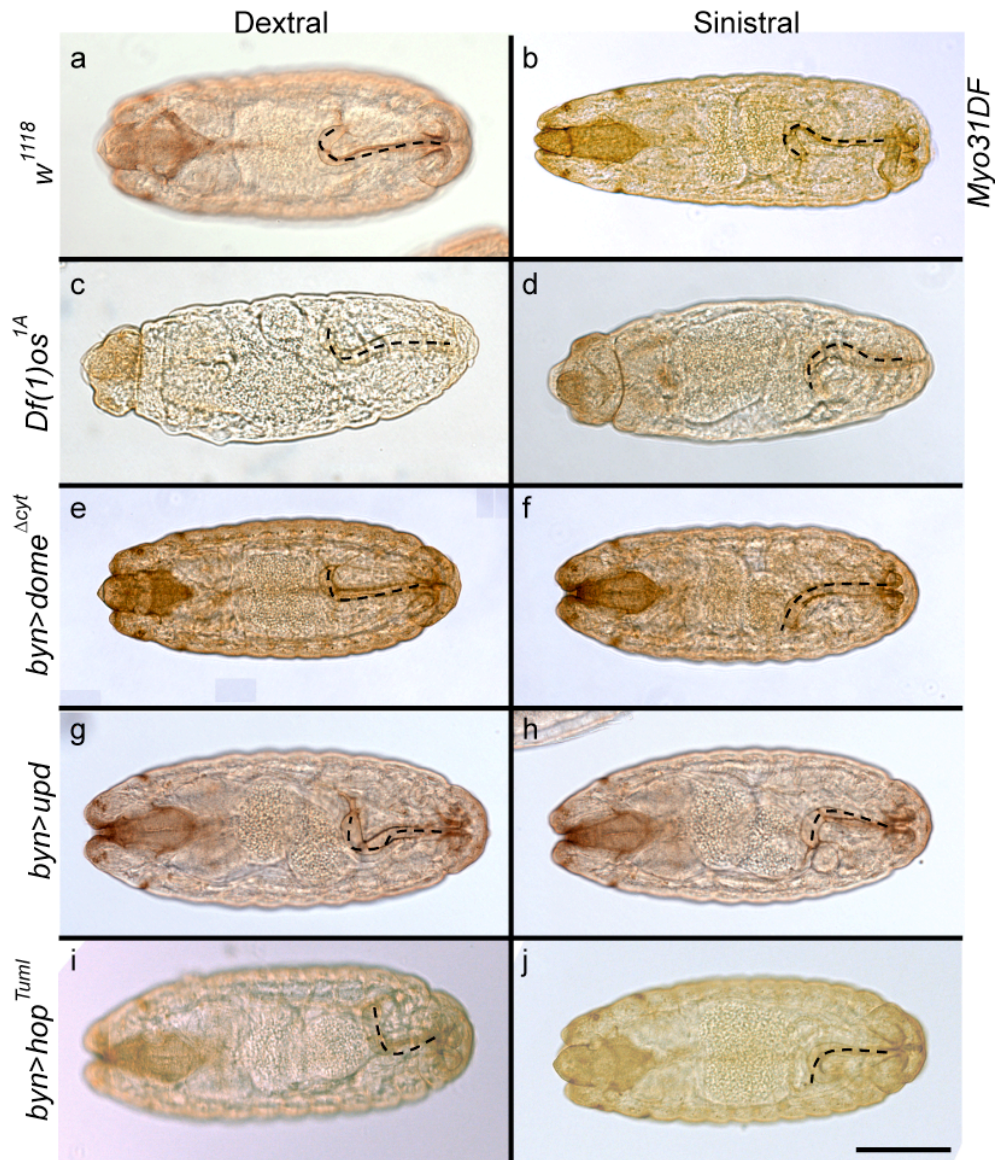 Dextral
Sinistral
a
b
w1118
Myo31DF
c
d
Df(1)os1A
e
f
byn>domeΔcyt
g
h
byn>upd
i
j
byn>hopTuml